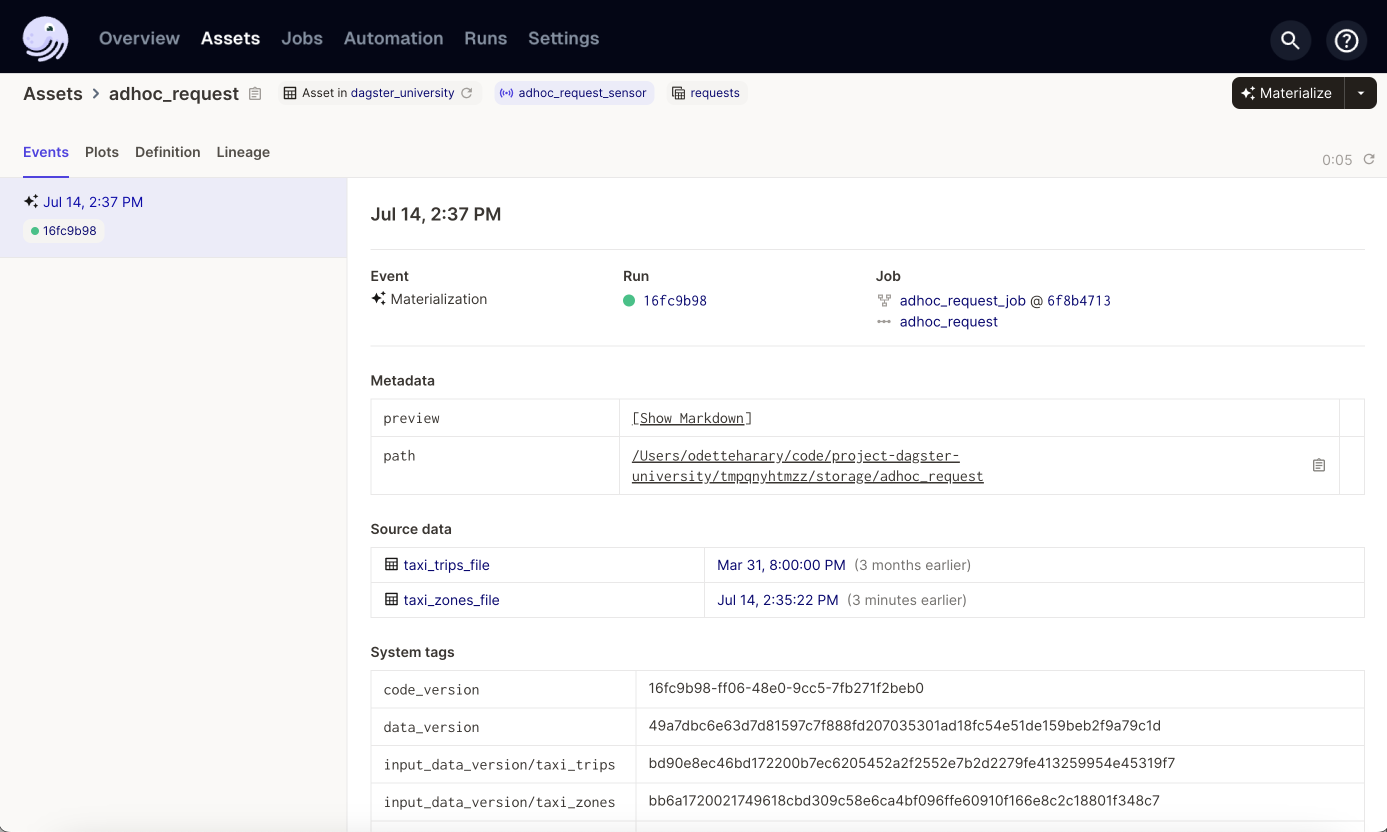 Overview Assets Jobs Automation Runs Settings
Assets > adhoc_request Asset in dagster_university adhoc_request_sensor requests Materialize
Events Plots Definition Lineage
0:05
Jul 14, 2:37 PM
16fc9b98
Jul 14, 2:37 PM
Event Run Job
Materialization 16fc9b98 adhoc_request_job @ 6f8b4713
adhoc_request
Metadata
preview [Show Markdown]
path /Users/odetteharary/code/project-dagster-
university/tmpqnyhtmzz/storage/adhoc_request
Source data
taxi_trips_file Mar 31, 8:00:00 PM (3 months earlier)
taxi_zones_file Jul 14, 2:35:22 PM (3 minutes earlier)
System tags
code_version 16fc9b98-ff06-48e0-9cc5-7fb271f2beb0
data_version 49a7dbc6e63d7d81597c7f888fd207035301ad18fc54e51de159beb2f9a79c1d
input_data_version/taxi_trips bd90e8ec46bd172200b7ec6205452a2f2552e7b2d2279fe413259954e45319f7
input_data_version/taxi_zones bb6a1720021749618cbd309c58e6ca4bf096ffe60910f166e8c2c18801f348c7